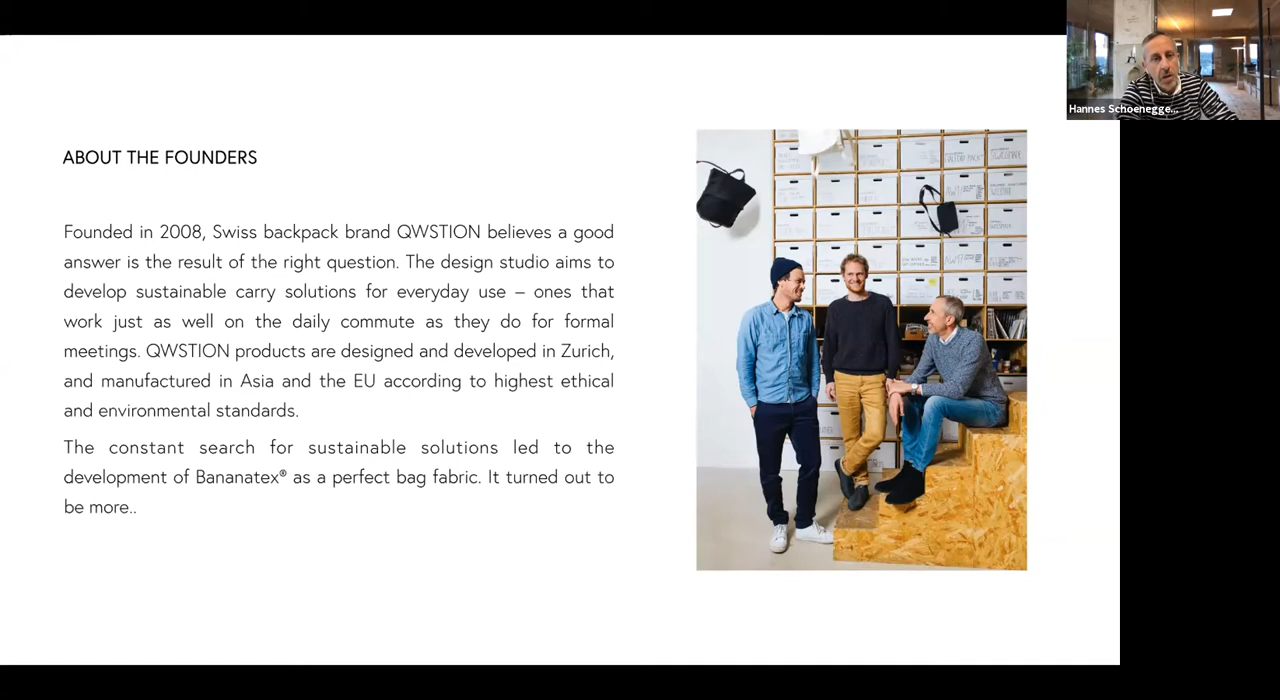 Hannes Schoenegge...
ABOUT THE FOUNDERS
Founded in 2008, Swiss backpack brand QWSTION believes a good
answer is the result of the right question. The design studio aims to
develop sustainable carry solutions for everyday use – ones that
work just as well on the daily commute as they do for formal
meetings. QWSTION products are designed and developed in Zurich,
and manufactured in Asia and the EU according to highest ethical
and environmental standards.
The constant search for sustainable solutions led to the
development of Bananatex® as a perfect bag fabric. It turned out to
be more..